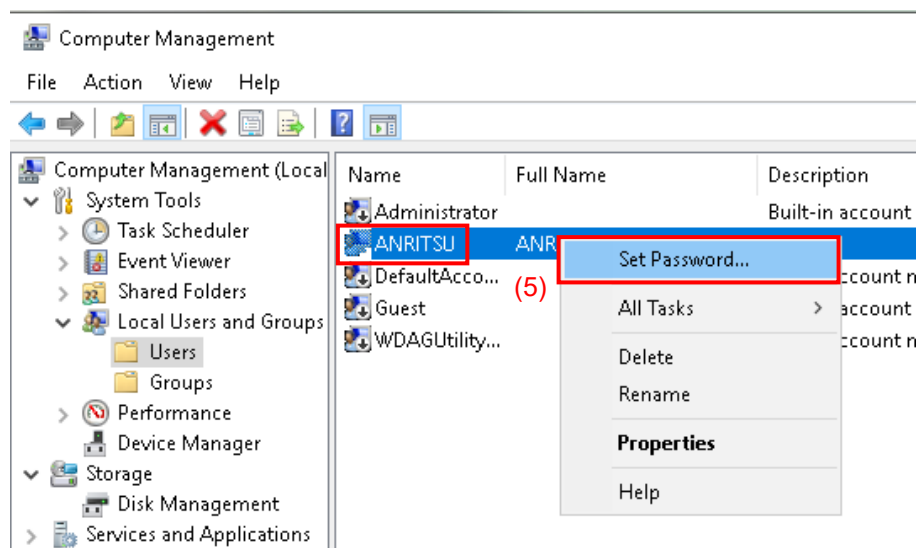 Computer Management
File Action View Help
Computer Management (Local
System Tools
Task Scheduler
Event Viewer
Shared Folders
Local Users and Groups
Users
Groups
Performance
Device Manager
Storage
Disk Management
Services and Applications
Name Full Name Description
Administrator Built-in account
ANRITSU ANR
DefaultAcco... ccount n
Guest account
WDAGUtility... ccount n
(5)
Set Password...
All Tasks
Delete
Rename
Properties
Help